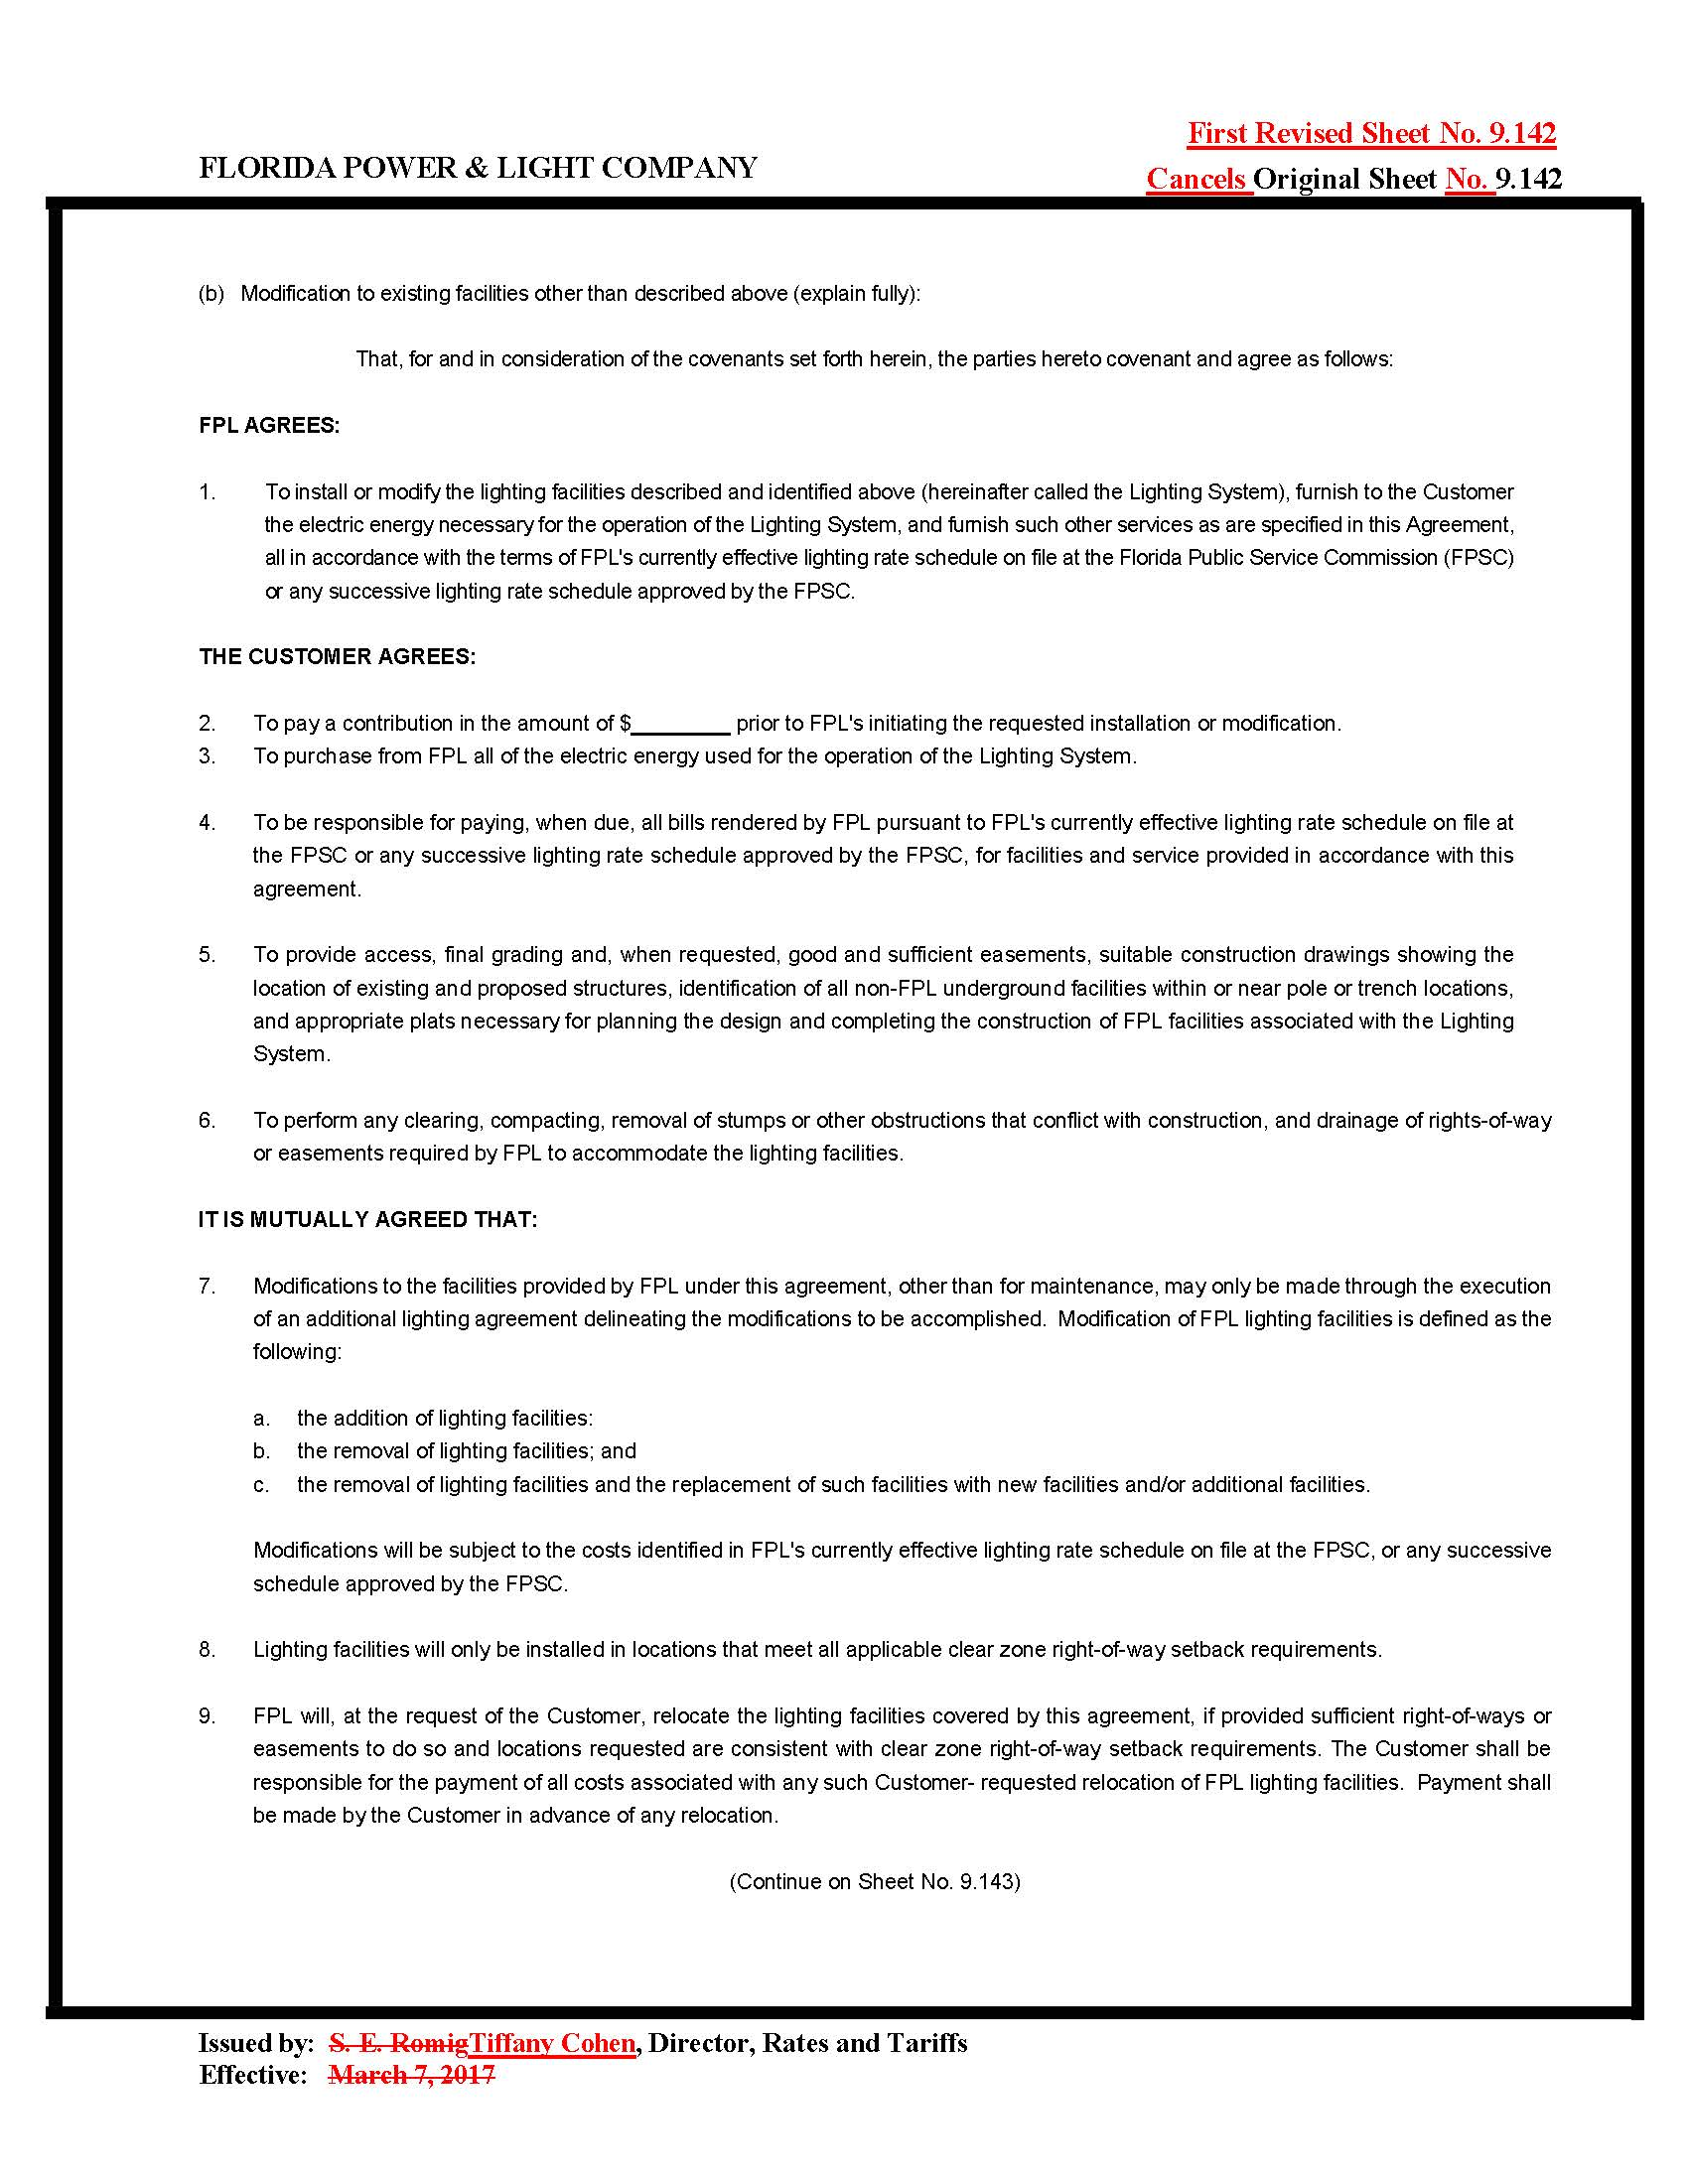 First Revised Sheet No. 9.142
FLORIDA POWER & LIGHT COMPANY
Cancels Original Sheet No. 9.142
(b) Modification to existing facilities other than described above (explain fully):
That, for and in consideration of the covenants set forth herein, the parties hereto covenant and agree as follows:
FPL AGREES:
1. To install or modify the lighting facilities described and identified above (hereinafter called the Lighting System), furnish to the Customer
the electric energy necessary for the operation of the Lighting System, and furnish such other services as are specified in this Agreement,
all in accordance with the terms of FPL's currently effective lighting rate schedule on file at the Florida Public Service Commission (FPSC)
or any successive lighting rate schedule approved by the FPSC.
THE CUSTOMER AGREES:
2. To pay a contribution in the amount of $________ prior to FPL's initiating the requested installation or modification.
3. To purchase from FPL all of the electric energy used for the operation of the Lighting System.
4. To be responsible for paying, when due, all bills rendered by FPL pursuant to FPL's currently effective lighting rate schedule on file at
the FPSC or any successive lighting rate schedule approved by the FPSC, for facilities and service provided in accordance with this
agreement.
5. To provide access, final grading and, when requested, good and sufficient easements, suitable construction drawings showing the
location of existing and proposed structures, identification of all non-FPL underground facilities within or near pole or trench locations,
and appropriate plats necessary for planning the design and completing the construction of FPL facilities associated with the Lighting
System.
6. To perform any clearing, compacting, removal of stumps or other obstructions that conflict with construction, and drainage of rights-of-way
or easements required by FPL to accommodate the lighting facilities.
IT IS MUTUALLY AGREED THAT:
7. Modifications to the facilities provided by FPL under this agreement, other than for maintenance, may only be made through the execution
of an additional lighting agreement delineating the modifications to be accomplished. Modification of FPL lighting facilities is defined as the
following:
a. the addition of lighting facilities:
b. the removal of lighting facilities; and
c. the removal of lighting facilities and the replacement of such facilities with new facilities and/or additional facilities.
Modifications will be subject to the costs identified in FPL's currently effective lighting rate schedule on file at the FPSC, or any successive
schedule approved by the FPSC.
8. Lighting facilities will only be installed in locations that meet all applicable clear zone right-of-way setback requirements.
9. FPL will, at the request of the Customer, relocate the lighting facilities covered by this agreement, if provided sufficient right-of-ways or
easements to do so and locations requested are consistent with clear zone right-of-way setback requirements. The Customer shall be
responsible for the payment of all costs associated with any such Customer- requested relocation of FPL lighting facilities. Payment shall
be made by the Customer in advance of any relocation.
(Continue on Sheet No. 9.143)
Issued by: S. E. RomigTiffany Cohen, Director, Rates and Tariffs
Effective: March 7, 2017